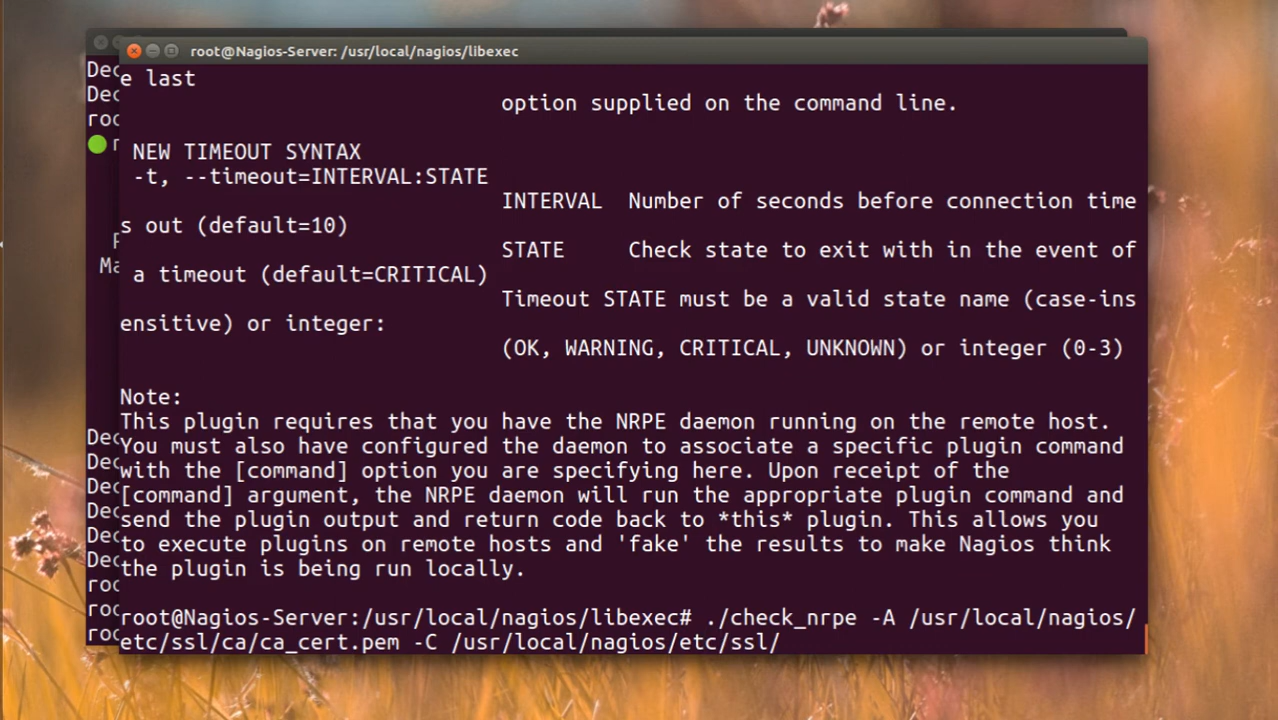 root@Nagios-Server: /usr/local/nagios/libexec
e last
option supplied on the command line.
NEW TIMEOUT SYNTAX
-t, --timeout=INTERVAL:STATE
INTERVAL  Number of seconds before connection time
s out (default=10)
STATE     Check state to exit with in the event of
a timeout (default=CRITICAL)
Timeout STATE must be a valid state name (case-ins
ensitive) or integer:
(OK, WARNING, CRITICAL, UNKNOWN) or integer (0-3)
Note:
This plugin requires that you have the NRPE daemon running on the remote host.
You must also have configured the daemon to associate a specific plugin command
with the [command] option you are specifying here. Upon receipt of the
[command] argument, the NRPE daemon will run the appropriate plugin command and
send the plugin output and return code back to *this* plugin. This allows you
to execute plugins on remote hosts and 'fake' the results to make Nagios think
the plugin is being run locally.
root@Nagios-Server:/usr/local/nagios/libexec# ./check_nrpe -A /usr/local/nagios/
etc/ssl/ca/ca_cert.pem -C /usr/local/nagios/etc/ssl/